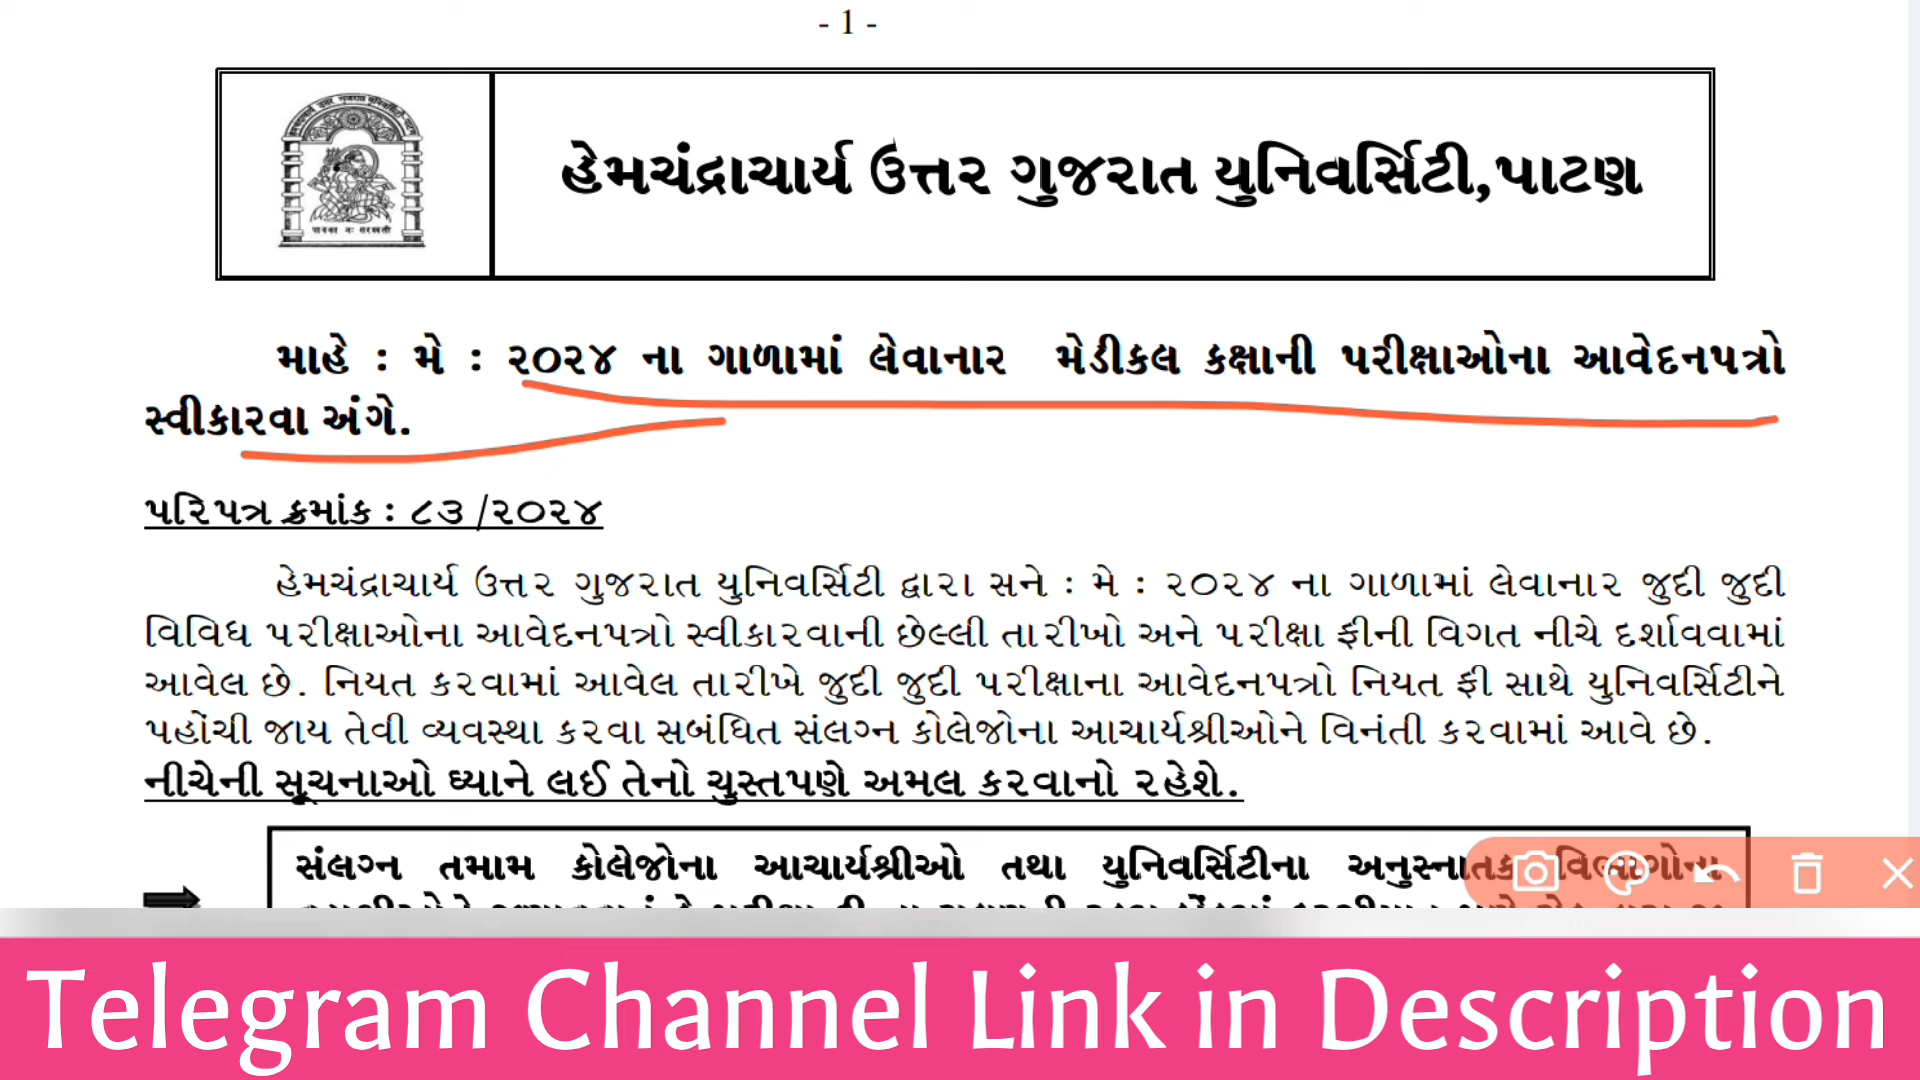 - 1 -
હેમચંદ્રાચાર્ય ઉત્તર ગુજરાત યુનિવર્સિટી,પાટણ
માહે : મે : ૨૦૨૪ ના ગાળામાં લેવાનાર મેડીકલ કક્ષાની પરીક્ષાઓના આવેદનપત્રો
સ્વીકારવા અંગે.
પરિપત્ર ક્રમાંક : ૮૩ /૨૦૨૪
હેમચંદ્રાચાર્ય ઉત્તર ગુજરાત યુનિવર્સિટી દ્વારા સને : મે : ૨૦૨૪ ના ગાળામાં લેવાનાર જુદી જુદી
વિવિધ પરીક્ષાઓના આવેદનપત્રો સ્વીકારવાની છેલ્લી તારીખો અને પરીક્ષા ફીની વિગત નીચે દર્શાવવામાં
આવેલ છે. નિયત કરવામાં આવેલ તારીખે જુદી જુદી પરીક્ષાના આવેદનપત્રો નિયત ફી સાથે યુનિવર્સિટીને
પહોંચી જાય તેવી વ્યવસ્થા કરવા સબંધિત સંલગ્ન કોલેજોના આચાર્યશ્રીઓને વિનંતી કરવામાં આવે છે.
નીચેની સૂચનાઓ ધ્યાને લઈ તેનો ચુસ્તપણે અમલ કરવાનો રહેશે.
સંલગ્ન તમામ કોલેજોના આચાર્યશ્રીઓ તથા યુનિવર્સિટીના અનુસ્નાતક વિભાગોના
Telegram Channel Link in Description